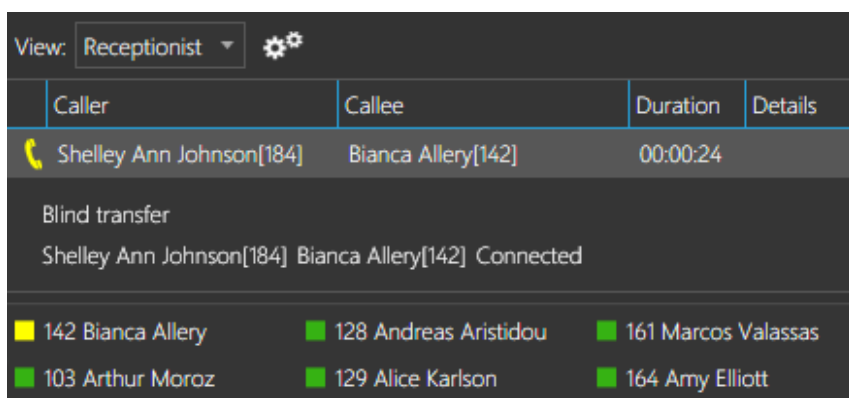 View: Receptionist
Caller Callee Duration Details
Shelley Ann Johnson[184] Bianca Allery[142] 00:00:24
Blind transfer
Shelley Ann Johnson[184] Bianca Allery[142] Connected
142 Bianca Allery 128 Andreas Aristidou 161 Marcos Valassas
103 Arthur Moroz 129 Alice Karlson 164 Amy Elliott